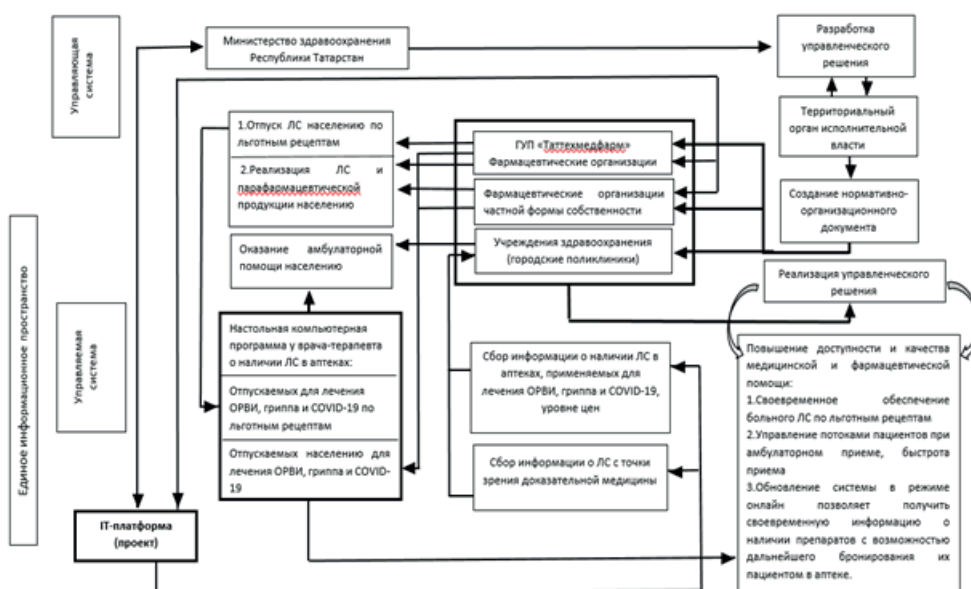 Управляющая
система
Министерство здравоохранения
Республики Татарстан
Разработка
управленческого
решения
1.Отпуск ЛС населению по
льготным рецептам
2.Реализация ЛС и
парафармацевтической
продукции населению
ГУП «Таттехмедфарм»
Фармацевтические организации
Фармацевтические организации
частной формы собственности
Учреждения здравоохранения
(городские поликлиники)
Территориальный
орган исполнительной
власти
Создание нормативно-
организационного
документа
Оказание амбулаторной
помощи населению
Реализация управленческого
решения
Единое информационное пространство
Управляемая
система
Настольная компьютерная
программа у врача-терапевта
о наличии ЛС в аптеках:
Отпускаемых для лечения
ОРВИ, гриппа и COVID-19 по
льготным рецептам
Отпускаемых населению для
лечения ОРВИ, гриппа и COVID-
19
Сбор информации о наличии ЛС в
аптеках, применяемых для
лечения ОРВИ, гриппа и COVID-19,
уровне цен
Сбор информации о ЛС с точки
зрения доказательной медицины
Повышение доступности и качества
медицинской и фармацевтической
помощи:
1.Своевременное обеспечение
больного ЛС по льготным рецептам
2.Управление потоками пациентов при
амбулаторном приеме, быстрота
приема
3.Обновление системы в режиме
онлайн позволяет получить
своевременную информацию о
наличии препаратов с возможностью
дальнейшего бронирования их
пациентом в аптеке.
IT-платформа
(проект)